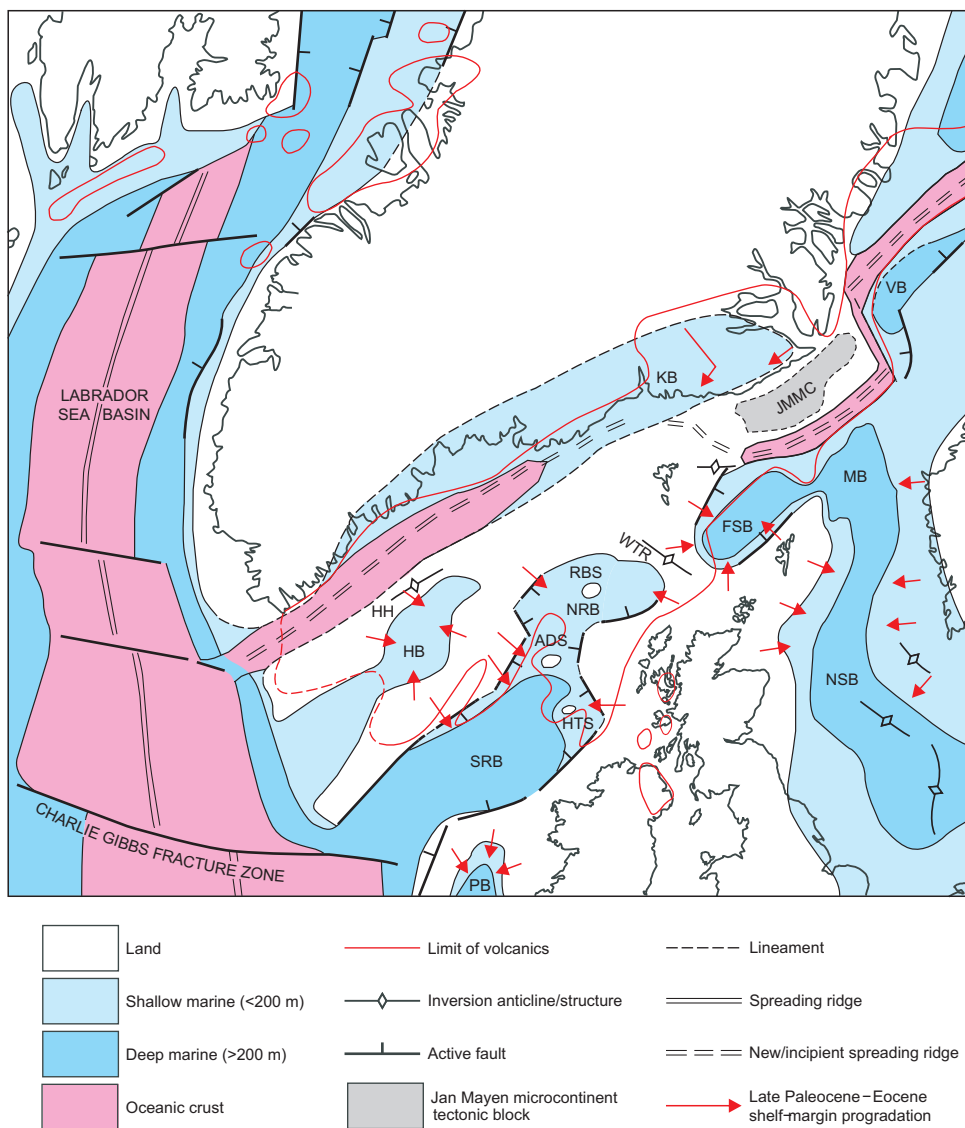 VB
LABRADOR
SEA BASIN
KB
JMMC
MB
FSB
WTR
RBS
HH
NRB
HB
ADS
NSB
HTS
SRB
CHARLIE GIBBS FRACTURE ZONE
PB
Land
Limit of volcanics
Lineament
Shallow marine (<200 m)
Inversion anticline/structure
Spreading ridge
Deep marine (>200 m)
Active fault
New/incipient spreading ridge
Oceanic crust
Jan Mayen microcontinent
tectonic block
Late Paleocene–Eocene
shelf-margin progradation